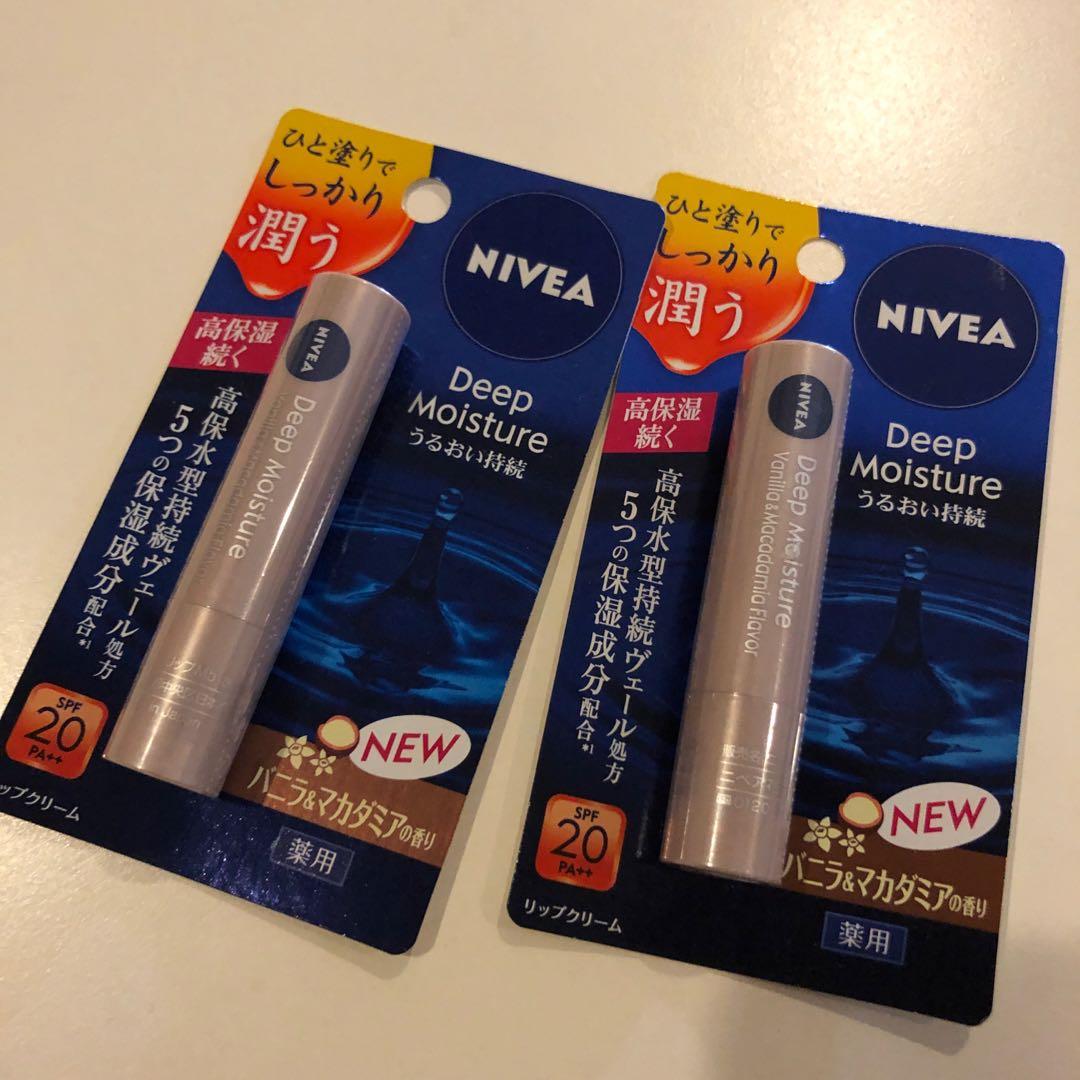 ひと塗りで
しっかり
潤う
NIVEA
高保湿
続く
Deep
Moisture
うるおい持続
高保水型持続ヴェール処方
5つの保湿成分配合*1
NIVEA
Deep Moisture
SPF
20
PA++
NEW
バニラ&マカダミアの香り
ップクリーム
薬用
ひと塗りで
しっかり
潤う
NIVEA
高保湿
続く
Deep
Moisture
うるおい持続
高保水型持続ヴェール処方
5つの保湿成分配合*1
NIVEA
Deep Moisture
Vanilla&Macadamia Flavor
販売名
ニベア
0120
SPF
20
PA++
NEW
バニラ&マカダミアの香り
リップクリーム
薬用